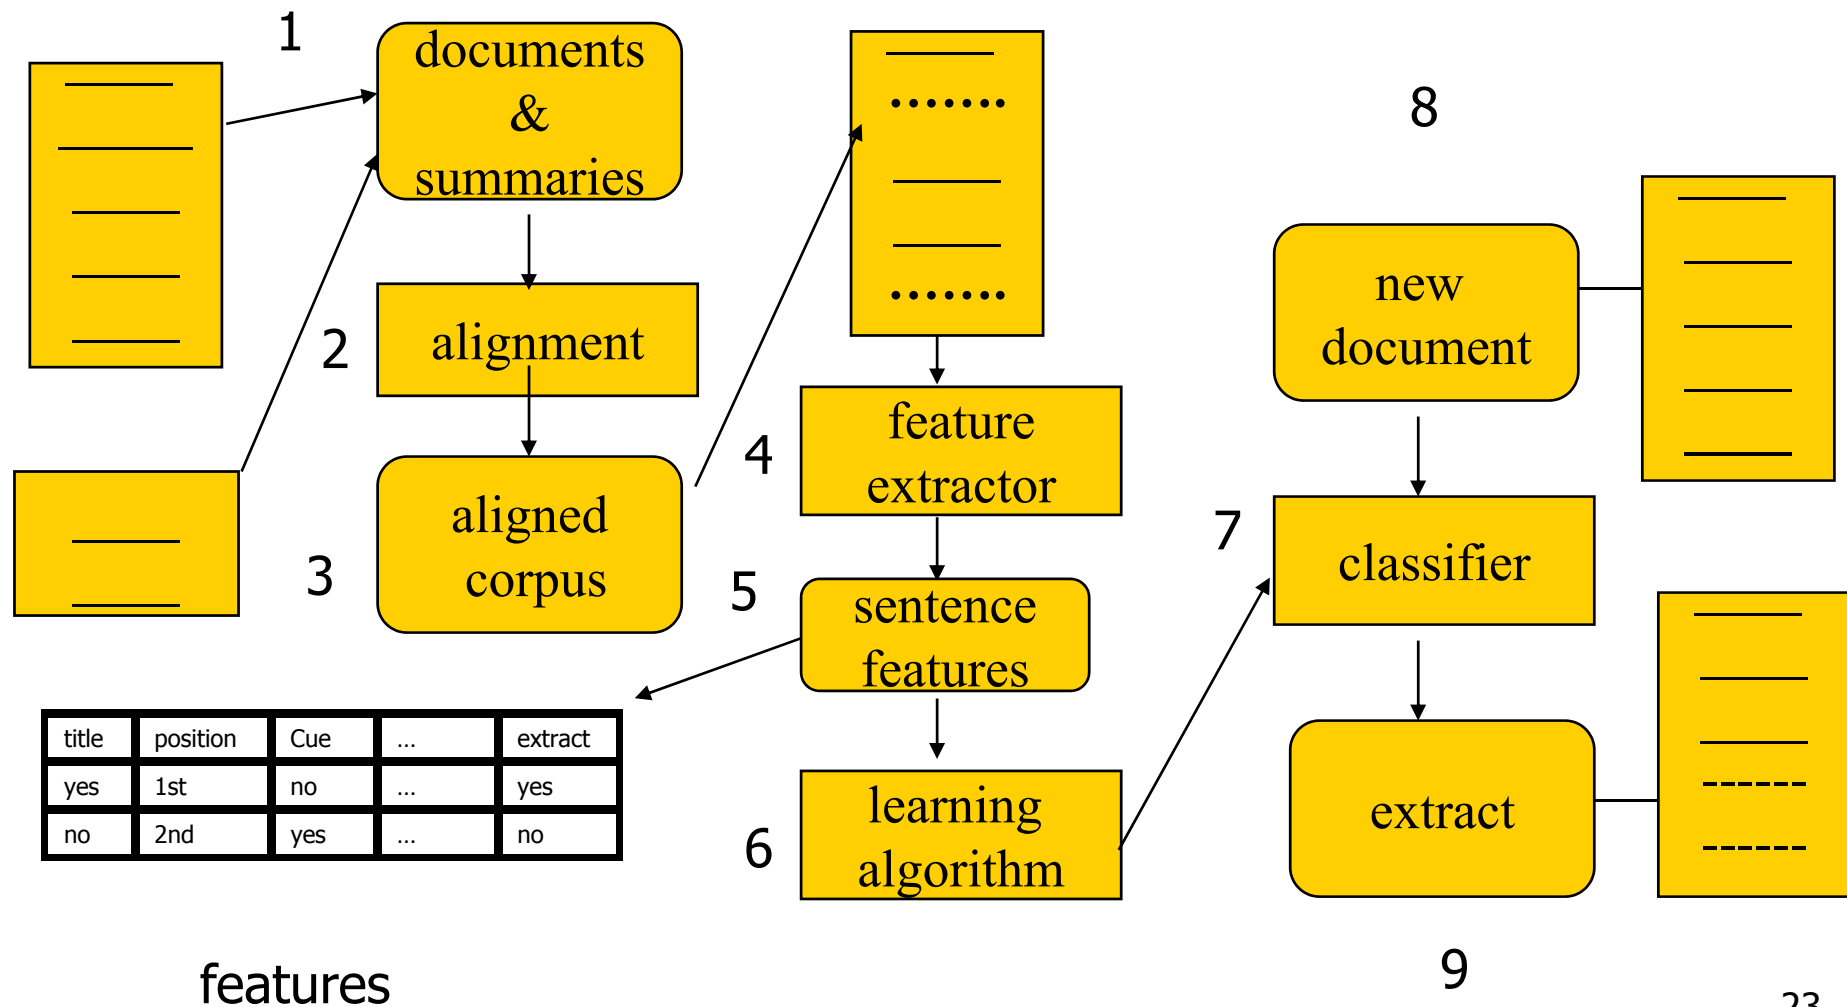 1
documents
&
summaries
2
alignment
3
aligned
corpus
4
feature
extractor
5
sentence
features
6
learning
algorithm
7
classifier
8
new
document
extract
9
title position Cue ... extract
yes 1st no ... yes
no 2nd yes ... no
features
23